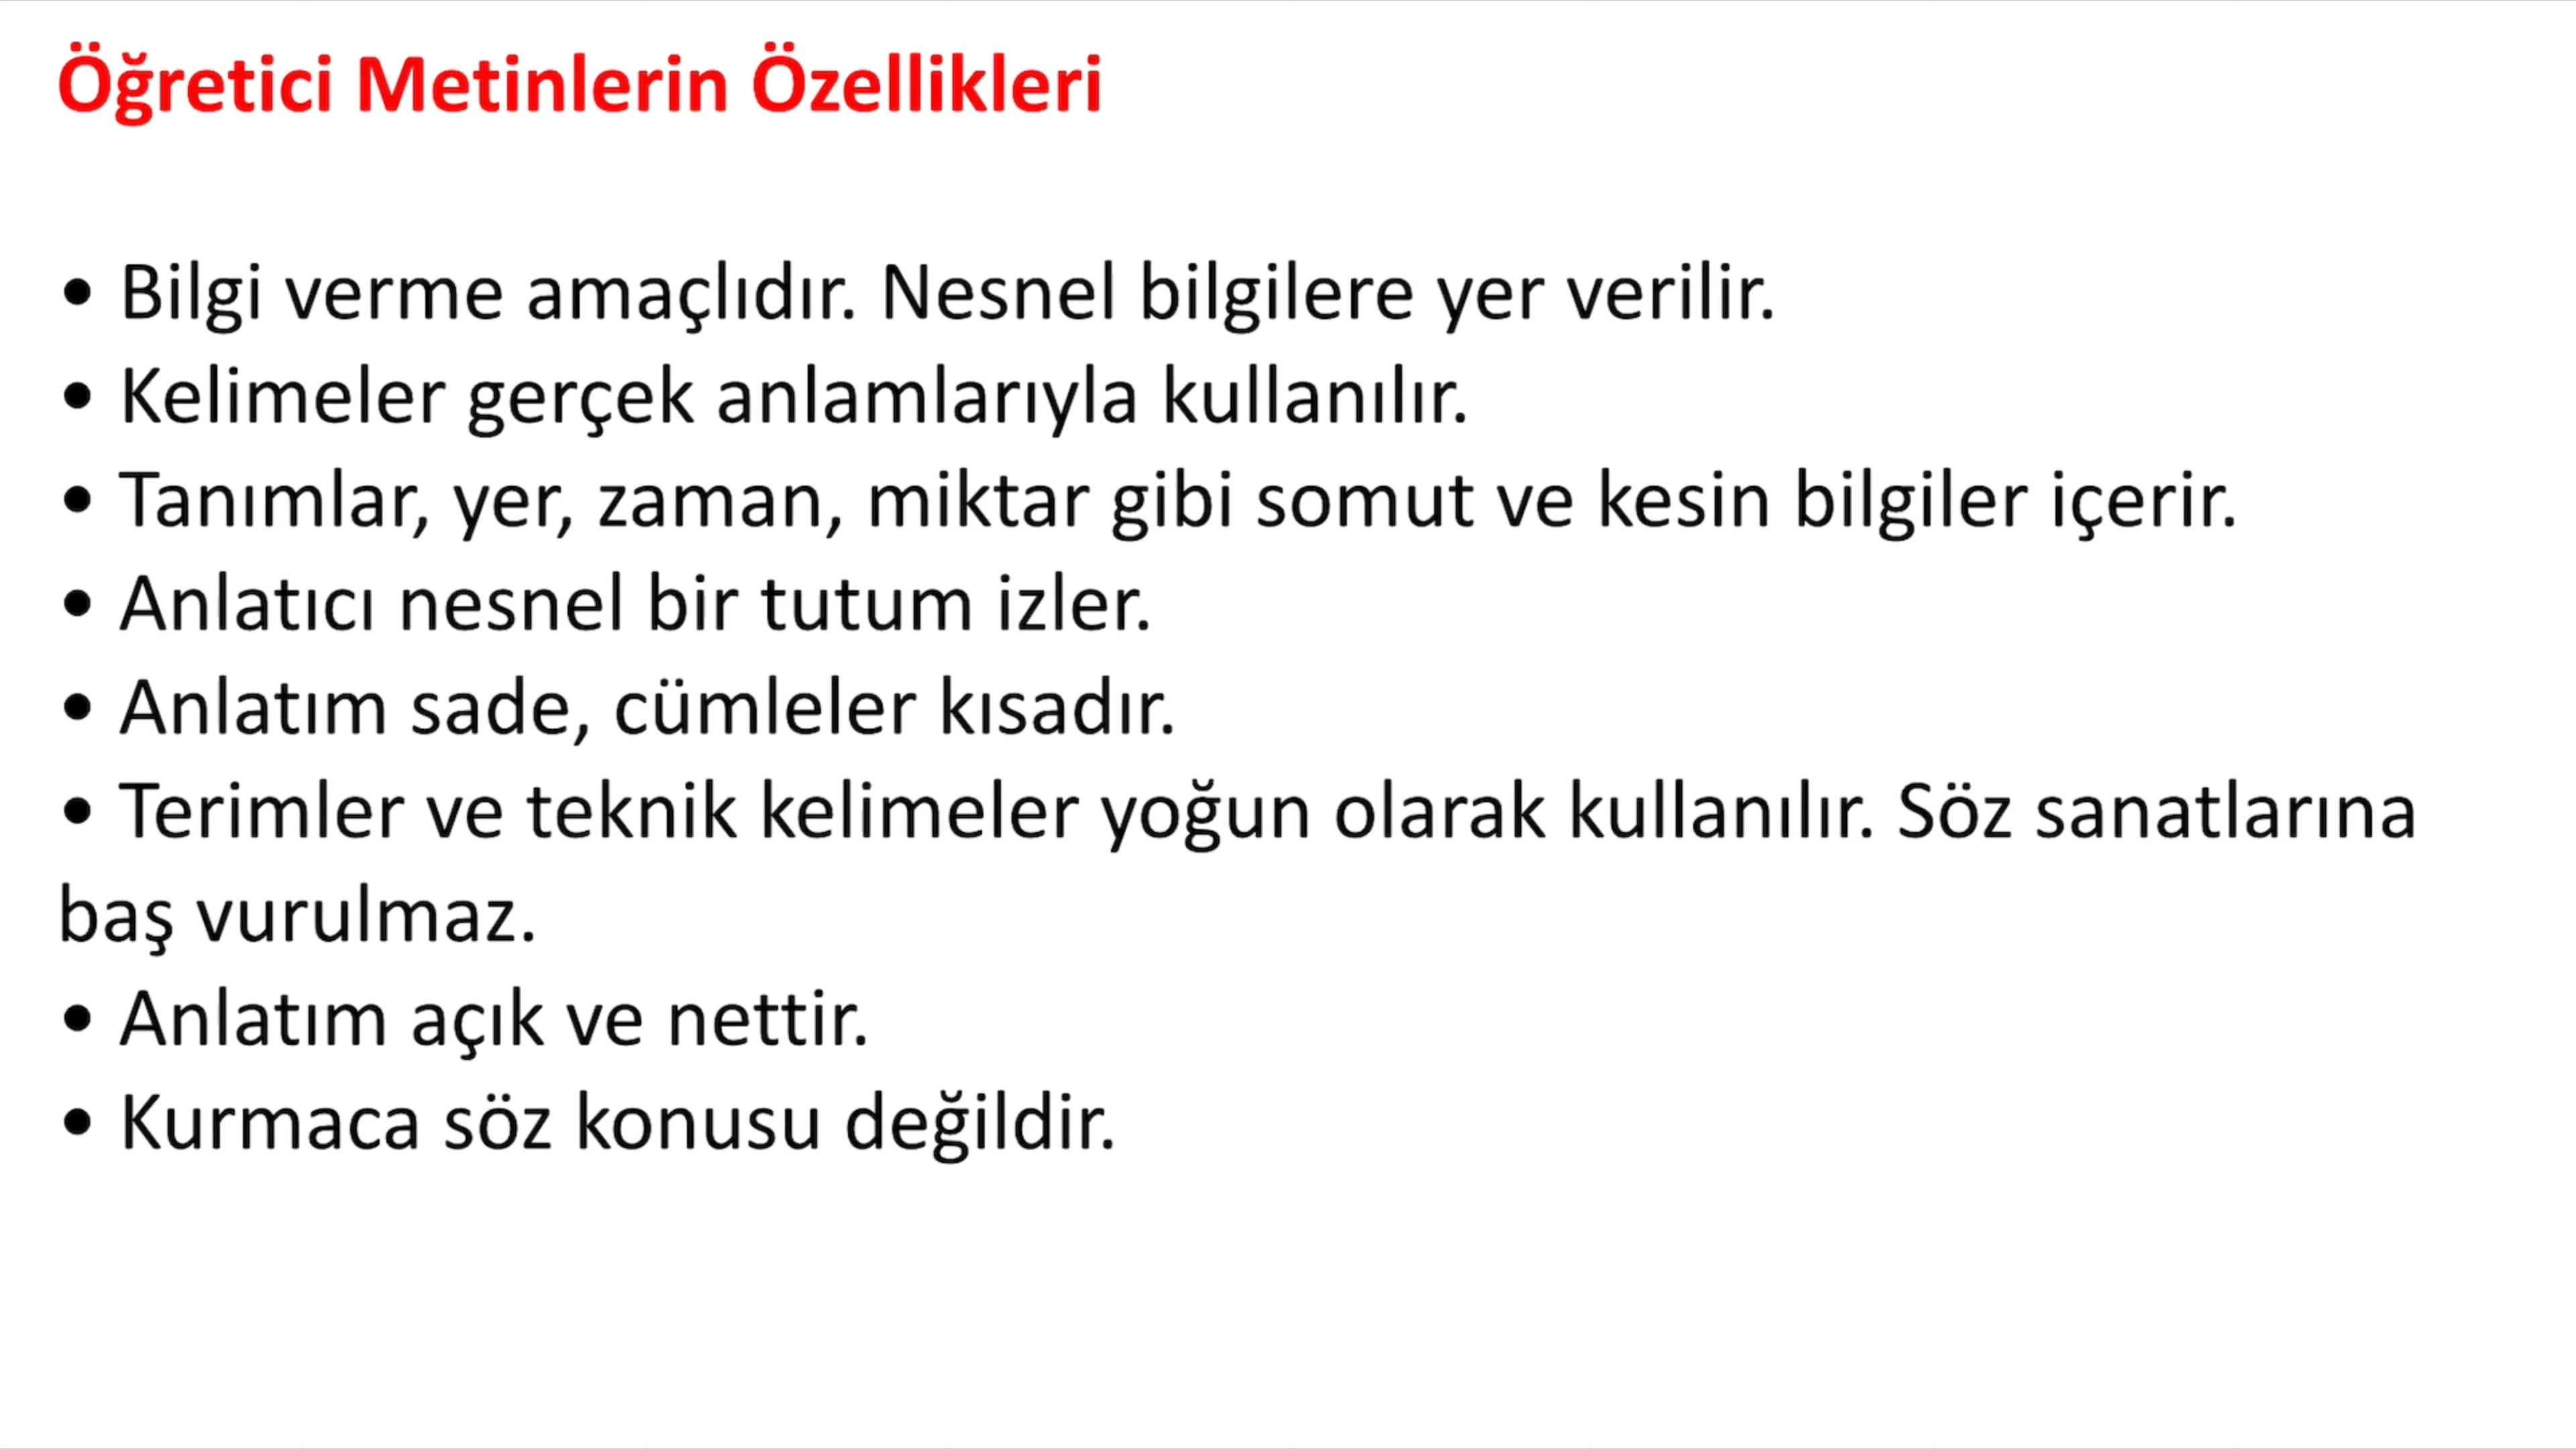 Öğretici Metinlerin Özellikleri
• Bilgi verme amaçlıdır. Nesnel bilgilere yer verilir.
• Kelimeler gerçek anlamlarıyla kullanılır.
• Tanımlar, yer, zaman, miktar gibi somut ve kesin bilgiler içerir.
• Anlatıcı nesnel bir tutum izler.
• Anlatım sade, cümleler kısadır.
• Terimler ve teknik kelimeler yoğun olarak kullanılır. Söz sanatlarına
baş vurulmaz.
• Anlatım açık ve nettir.
• Kurmaca söz konusu değildir.